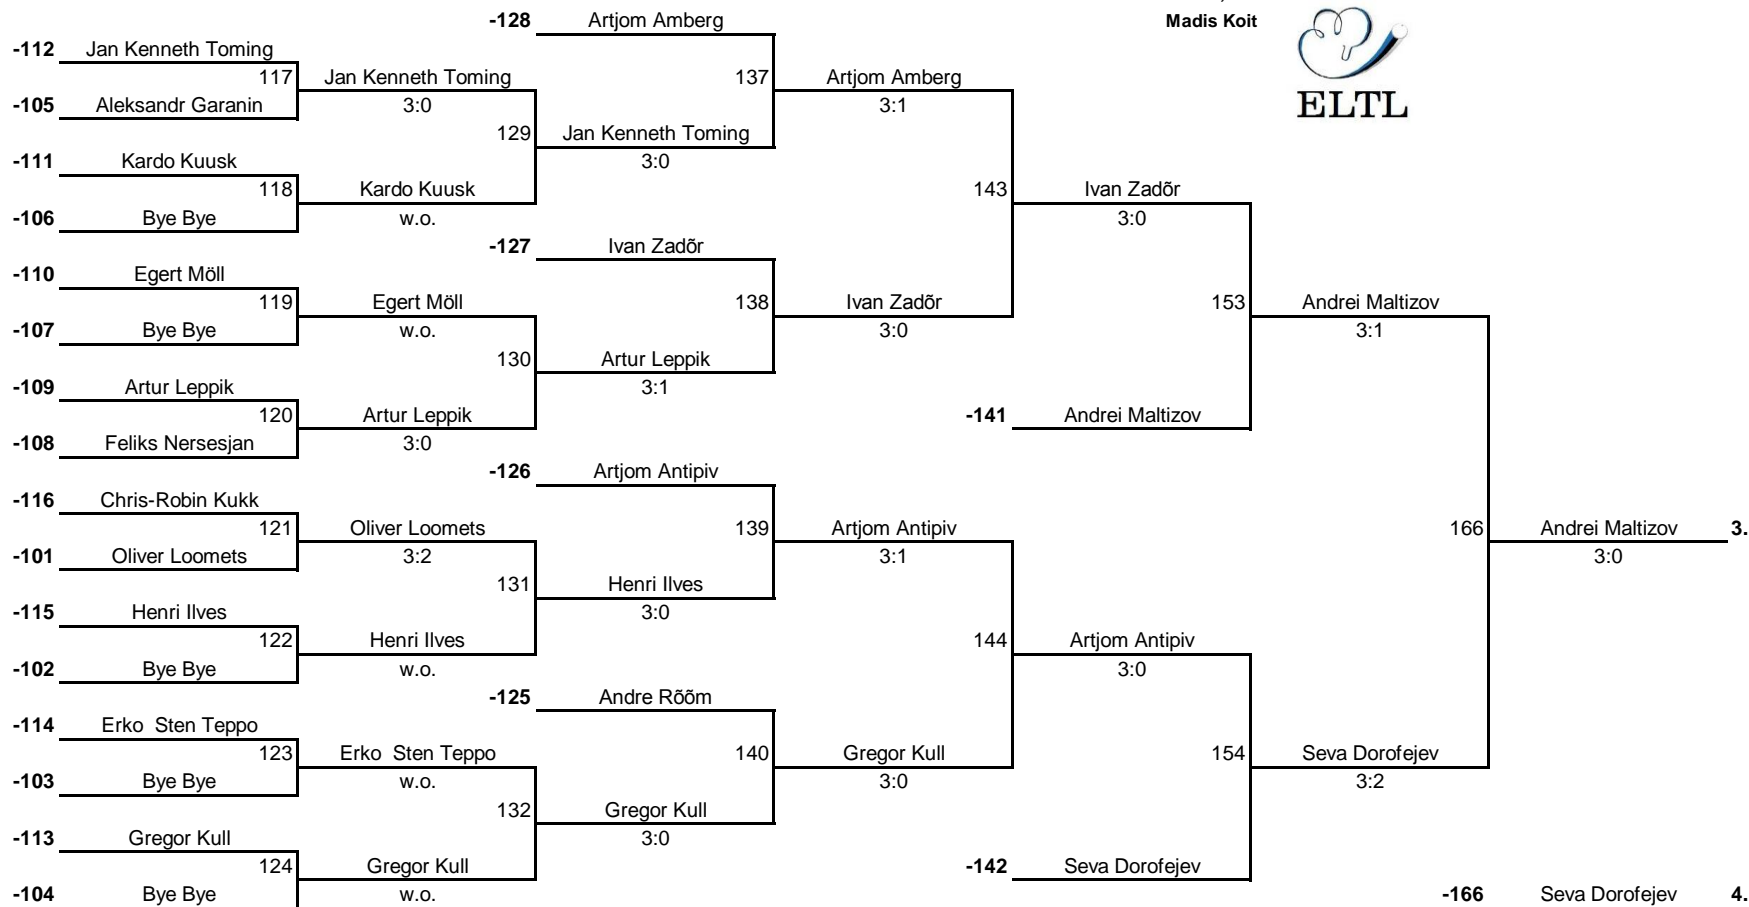 -128 Artjom Amberg Madis Koit
-112 Jan Kenneth Toming
117 Jan Kenneth Toming 137 Artjom Amberg
-105 Aleksandr Garanin 3:0 3:1 ELTL
129 Jan Kenneth Toming
-111 Kardo Kuusk 3:0
118 Kardo Kuusk 143 Ivan Zadõr
-106 Bye Bye w.o. 3:0
-127 Ivan Zadõr
-110 Egert Möll
119 Egert Möll 138 Ivan Zadõr 153 Andrei Maltizov
-107 Bye Bye w.o. 3:0 3:1
130 Artur Leppik
-109 Artur Leppik 3:1
120 Artur Leppik -141 Andrei Maltizov
-108 Feliks Nersesjan 3:0
-126 Artjom Antipiv
-116 Chris-Robin Kukk
121 Oliver Loomets 139 Artjom Antipiv 166 Andrei Maltizov 3.
-101 Oliver Loomets 3:2 3:1 3:0
131 Henri Ilves
-115 Henri Ilves 3:0
122 Henri Ilves 144 Artjom Antipiv
-102 Bye Bye w.o. 3:0
-125 Andre Rõõm
-114 Erko Sten Teppo
123 Erko Sten Teppo 140 Gregor Kull 154 Seva Dorofejev
-103 Bye Bye w.o. 3:0 3:2
132 Gregor Kull
-113 Gregor Kull 3:0
124 Gregor Kull -142 Seva Dorofejev
-104 Bye Bye w.o. -166 Seva Dorofejev 4.